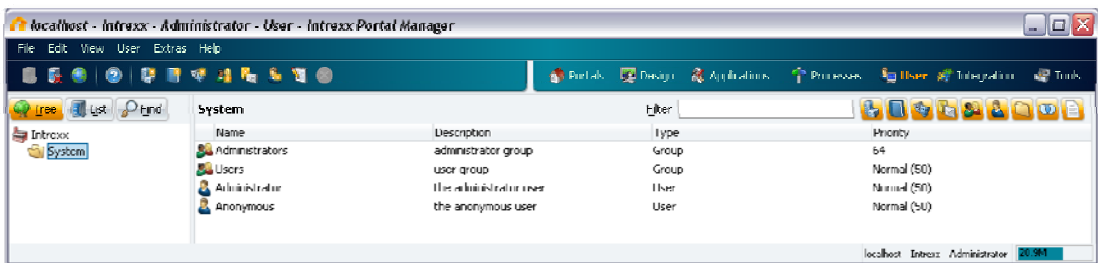 localhost - Intrexx - Administrator - User - Intrexx Portal Manager
File Edit View User Extras Help
Portals Design Applications Processes User Integration Tools
Tree List Find System Filter
Intrexx
System
Name Description Type Priority
Administrators administrator group Group 64
Users user group Group Normal (50)
Administrator the administrator user User Normal (50)
Anonymous the anonymous user User Normal (50)
localhost Intrexx Administrator 20.9M